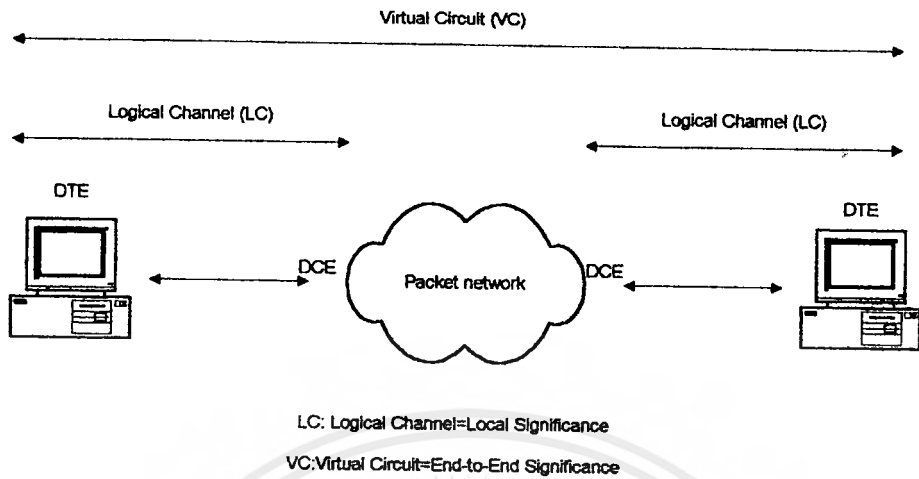 Virtual Circuit (VC)
Logical Channel (LC)
Logical Channel (LC)
DTE
DTE
DCE
Packet network
DCE
LC: Logical Channel=Local Significance
VC:Virtual Circuit=End-to-End Significance